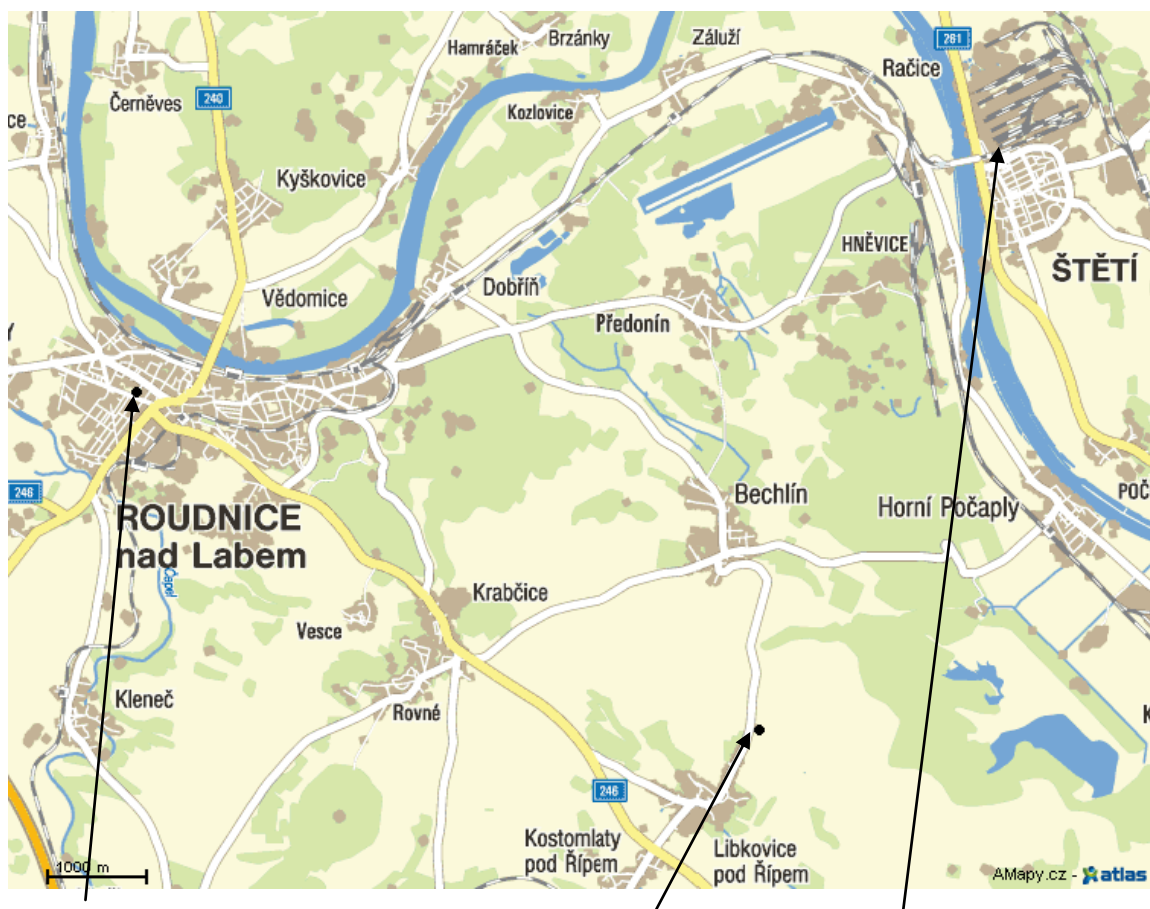 Brzánky
Hamráček
Záluží
261
Račice
Černěves
240
Kozlovice
ce
Kyškovice
HNĚVICE
ŠTĚTÍ
Dobříň
Vědomice
Předonín
y
246
Bechlín
POČ
Horní Počaply
ROUDNICE
nad Labem
Čepel
Krabčice
Vesce
Kleneč
Rovné
K
246
Kostomlaty
pod Řípem
Libkovice
pod Řípem
1000 m
AMapy.cz - atlas